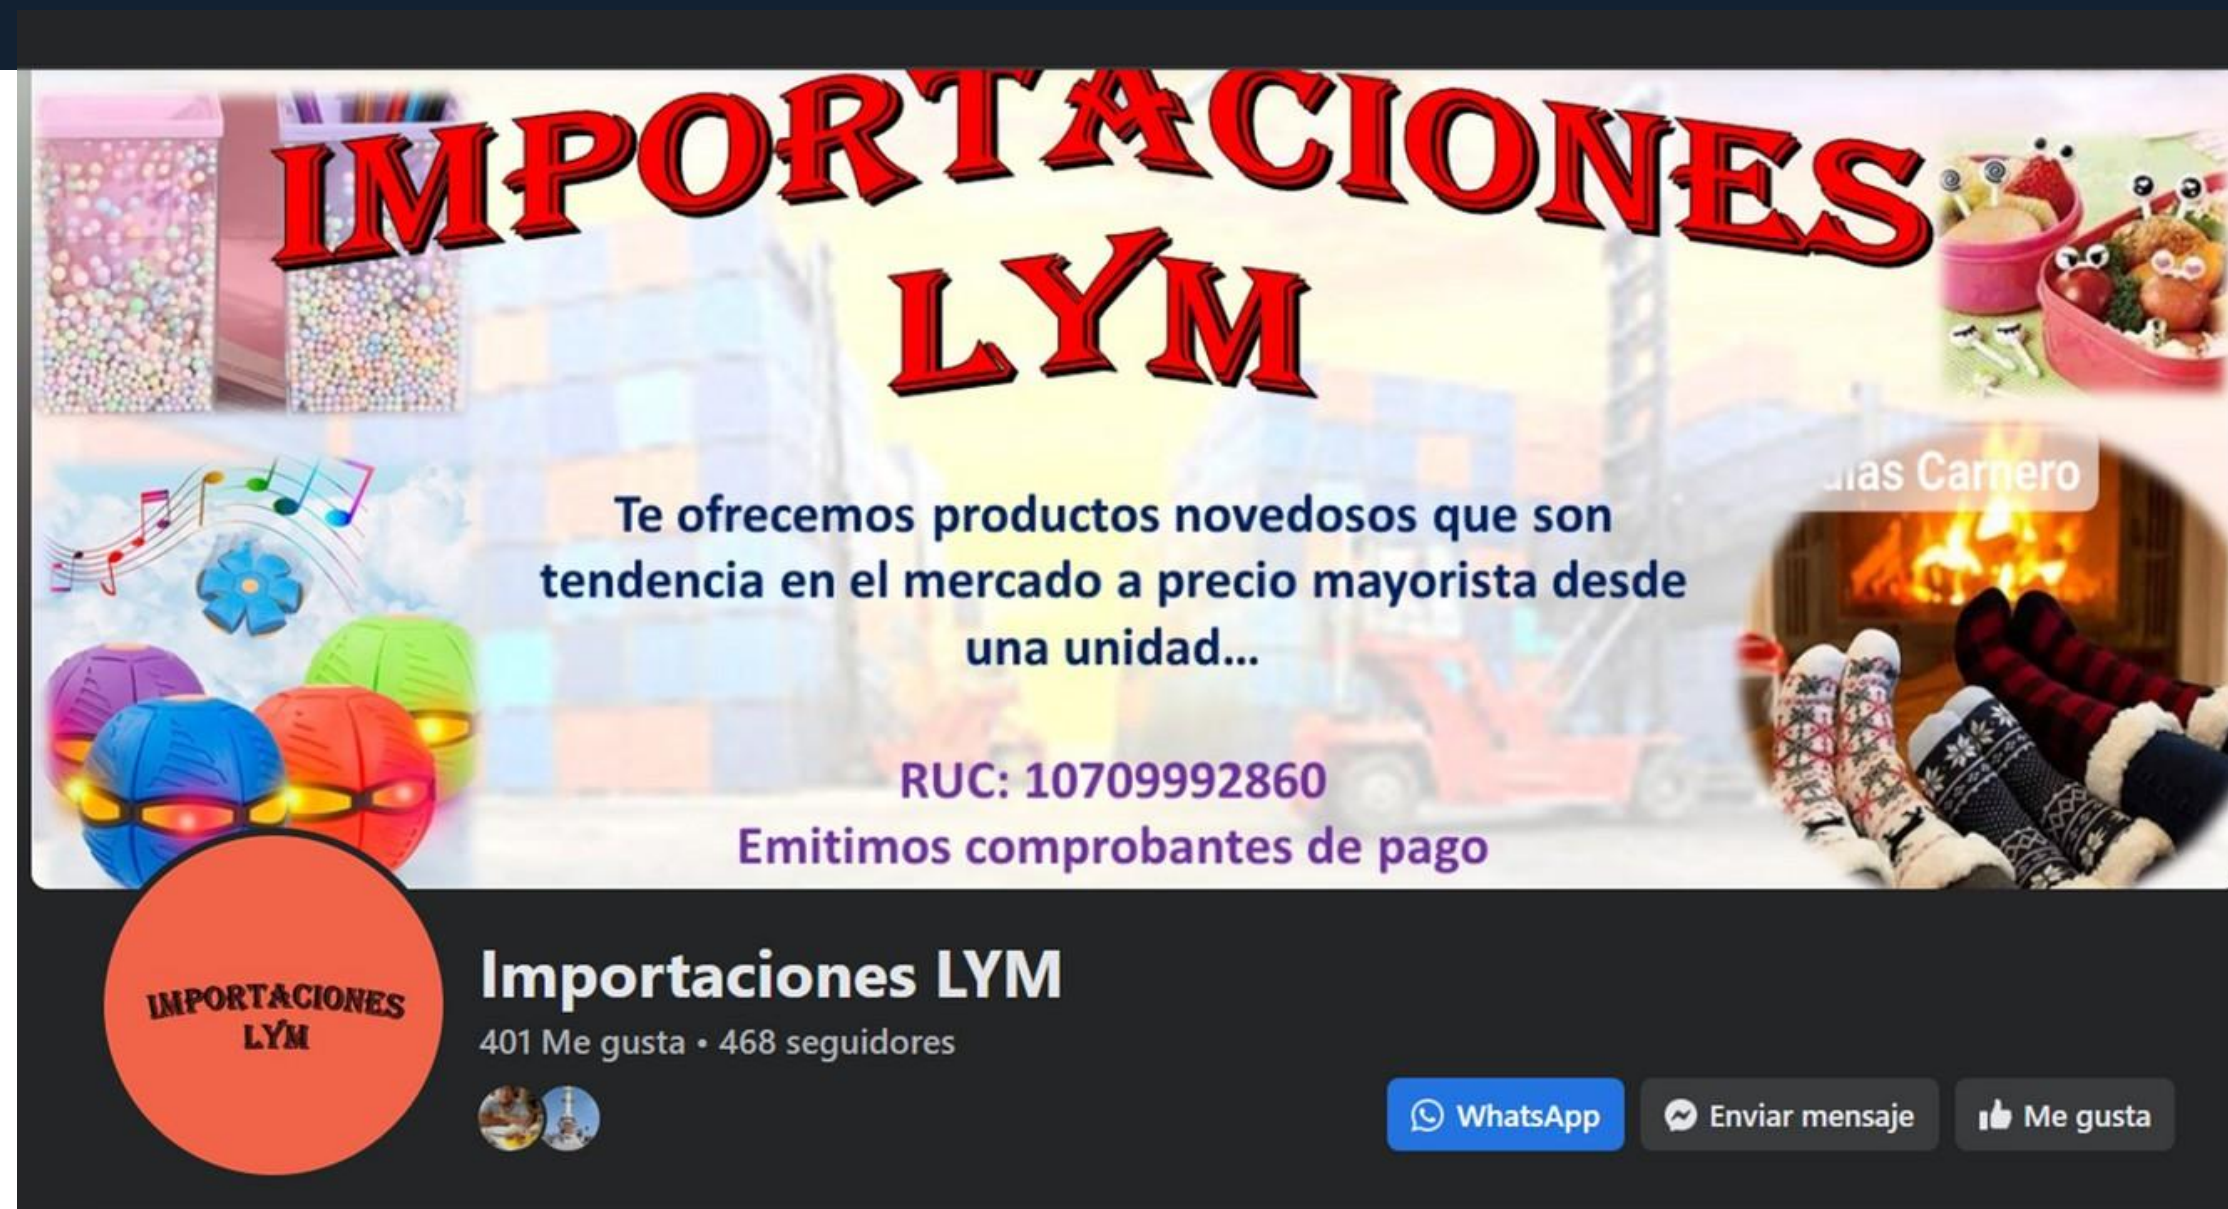 IMPORTACIONES
LYM
Carnero
Te ofrecemos productos novedosos que son
tendencia en el mercado a precio mayorista desde
una unidad...
RUC: 10709992860
Emitimos comprobantes de pago
IMPORTACIONES
LYM
Importaciones LYM
401 Me gusta • 468 seguidores
WhatsApp
Enviar mensaje
Me gusta